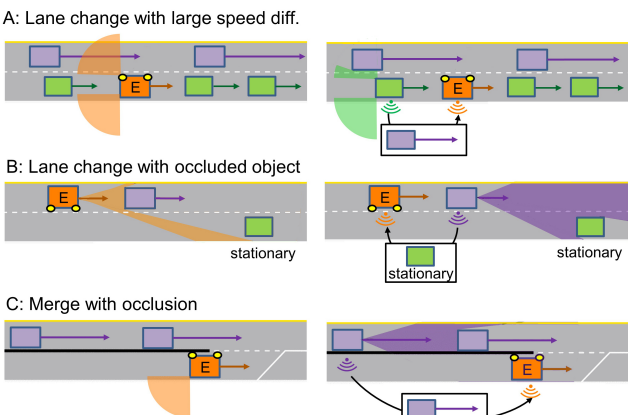 A: Lane change with large speed diff.
E
E
B: Lane change with occluded object
E
E
stationary
stationary
stationary
C: Merge with occlusion
E
E